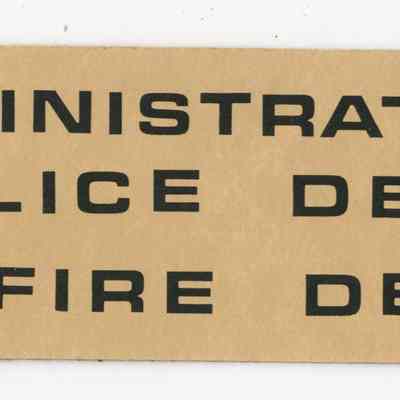 INISTRAT
LICE DE
FIRE DE